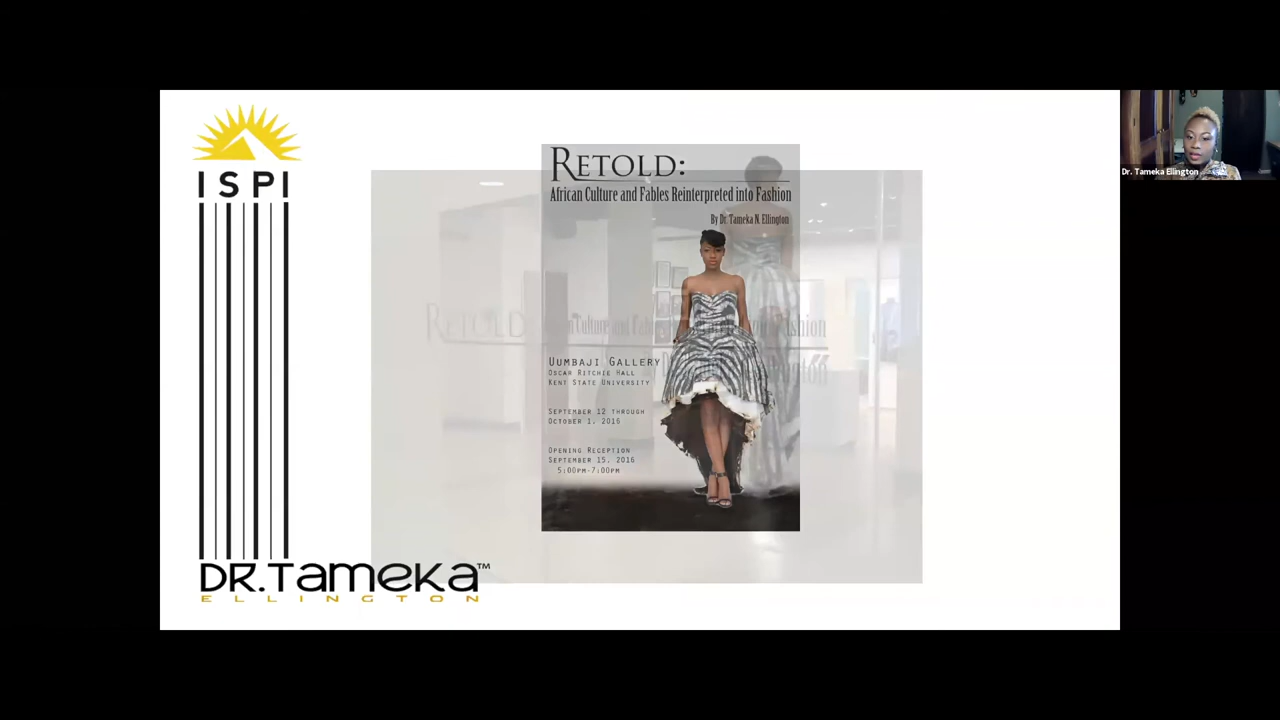 ISPI
DR.TAMEKA™
ELLINGTON
RETOLD:
African Culture and Fables Reinterpreted into Fashion
By Dr. Tameka N. Ellington
UUMBAJI GALLERY
OSCAR RITCHIE HALL
KENT STATE UNIVERSITY
SEPTEMBER 12 THROUGH
OCTOBER 1, 2016
OPENING RECEPTION
SEPTEMBER 15, 2016
5:00PM-7:00PM
RETOLD:
Dr. Tameka Ellington